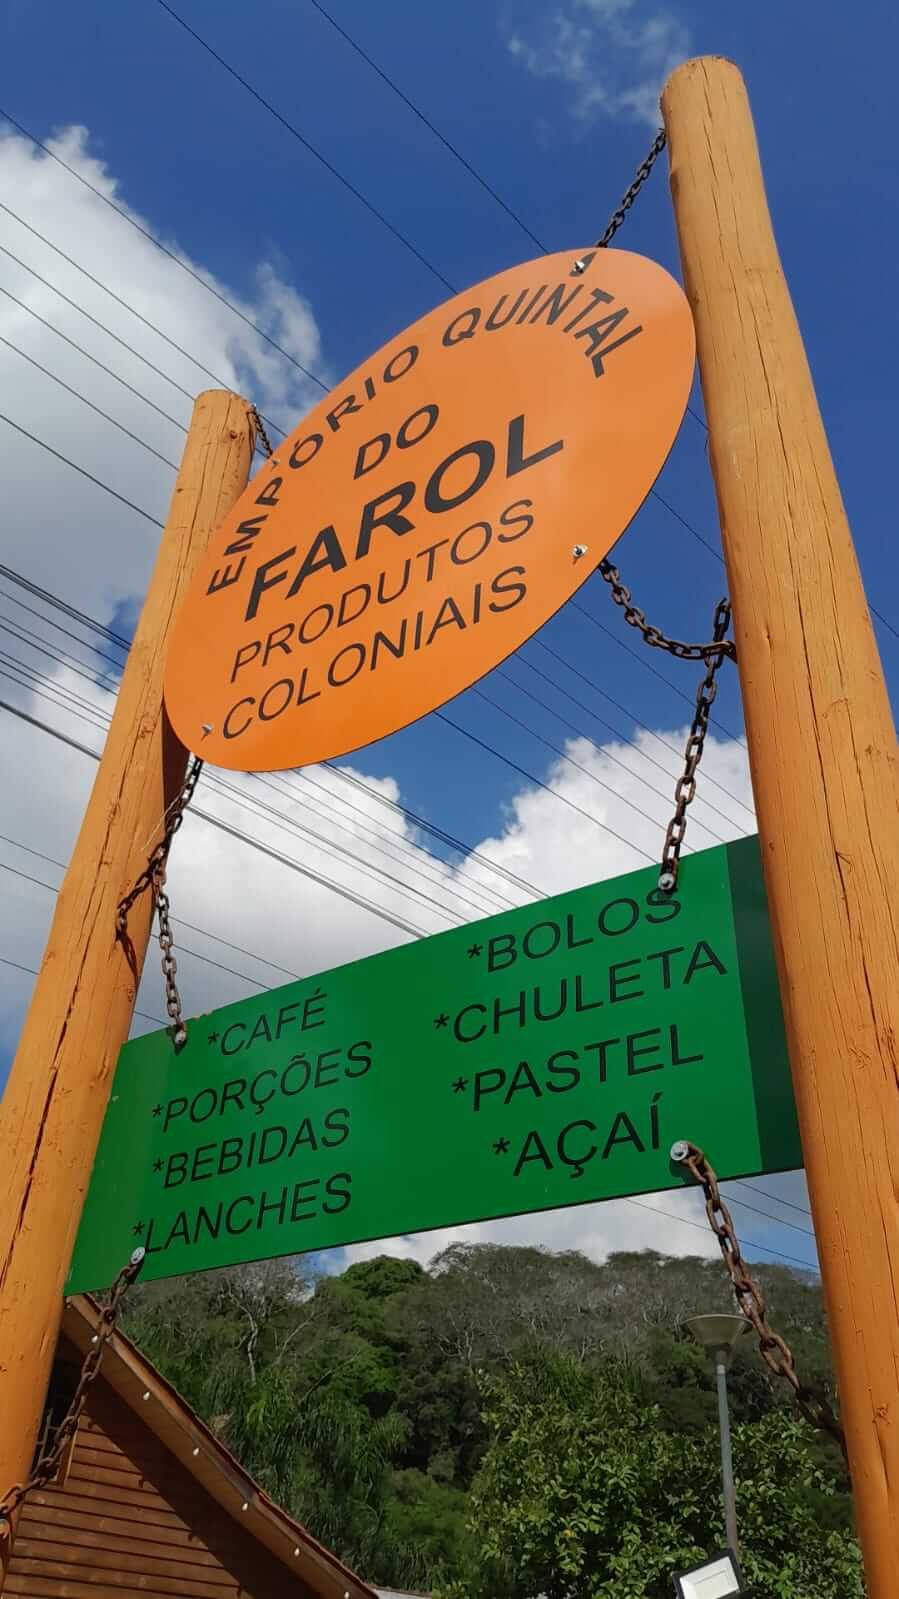 EMPÓRIO QUINTAL
DO
FAROL
PRODUTOS
COLONIAIS
*CAFÉ
*PORÇÕES
*BEBIDAS
*LANCHES
*BOLOS
*CHULETA
*PASTEL
*AÇAÍ